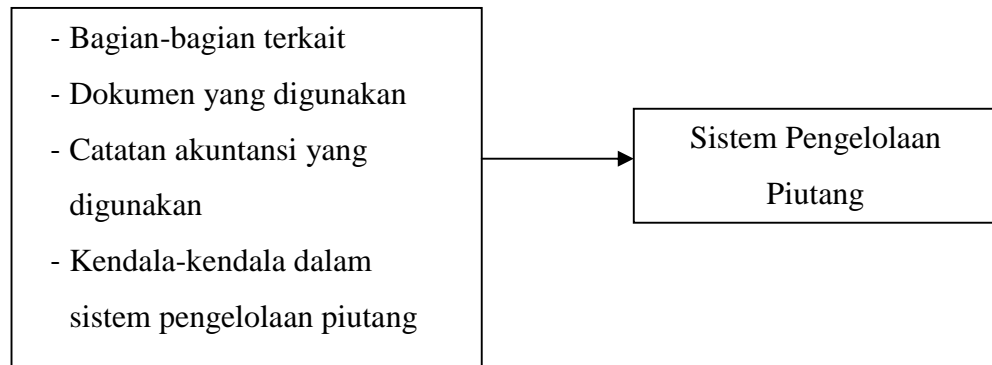 - Bagian-bagian terkait
- Dokumen yang digunakan
- Catatan akuntansi yang
digunakan
- Kendala-kendala dalam
sistem pengelolaan piutang
Sistem Pengelolaan
Piutang